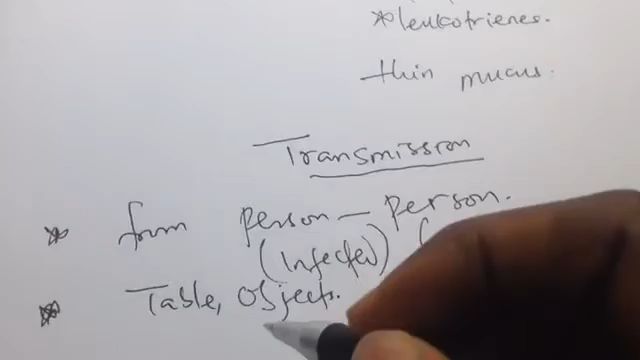 *leukotrienes.
thin mucus.
Transmission
* from person - person.
(Infected) (
* Table, Objects.